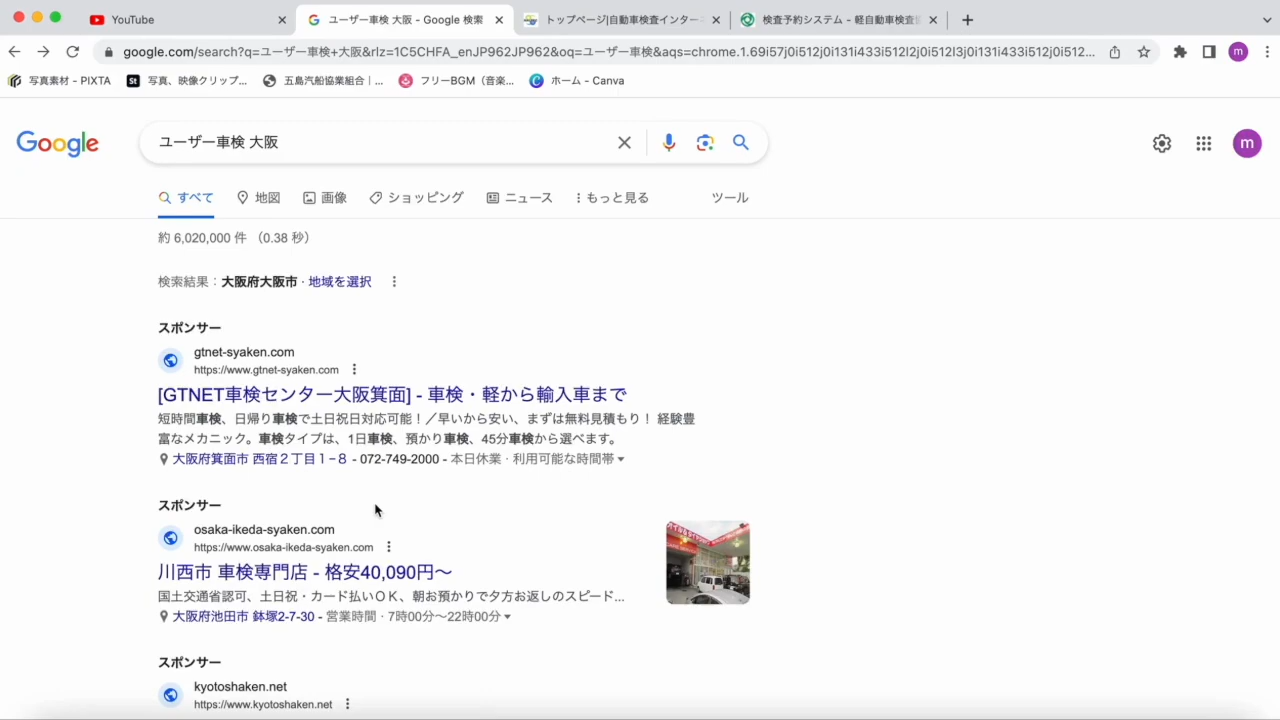 YouTube
ユーザー車検 大阪 - Google 検索
トップページ|自動車検査インターネ
検査予約システム - 軽自動車検査協
google.com/search?q=ユーザー車検+大阪&rlz=1C5CHFA_enJP962JP962&oq=ユーザー車検&aqs=chrome.1.69i57j0i512j0i131i433i512l2j0i512l3j0i131i433i512j0i512...
m
写真素材 - PIXTA
St
写真、映像クリップ...
五島汽船協業組合｜...
フリーBGM（音楽...
C
ホーム - Canva
Google
ユーザー車検 大阪
m
すべて
地図
画像
ショッピング
ニュース
もっと見る
ツール
約 6,020,000 件 （0.38 秒）
検索結果：大阪府大阪市 · 地域を選択
スポンサー
gtnet-syaken.com
https://www.gtnet-syaken.com
[GTNET車検センター大阪箕面] - 車検・軽から輸入車まで
短時間車検、日帰り車検で土日祝日対応可能！／早いから安い、まずは無料見積もり！ 経験豊
富なメカニック。車検タイプは、1日車検、預かり車検、45分車検から選べます。
大阪府箕面市 西宿２丁目１−８ - 072-749-2000 - 本日休業 · 利用可能な時間帯
スポンサー
osaka-ikeda-syaken.com
https://www.osaka-ikeda-syaken.com
川西市 車検専門店 - 格安40,090円〜
国土交通省認可、土日祝・カード払いＯＫ、朝お預かりで夕方お返しのスピード...
大阪府池田市 鉢塚2-7-30 - 営業時間 · 7時00分〜22時00分
スポンサー
kyotoshaken.net
https://www.kyotoshaken.net